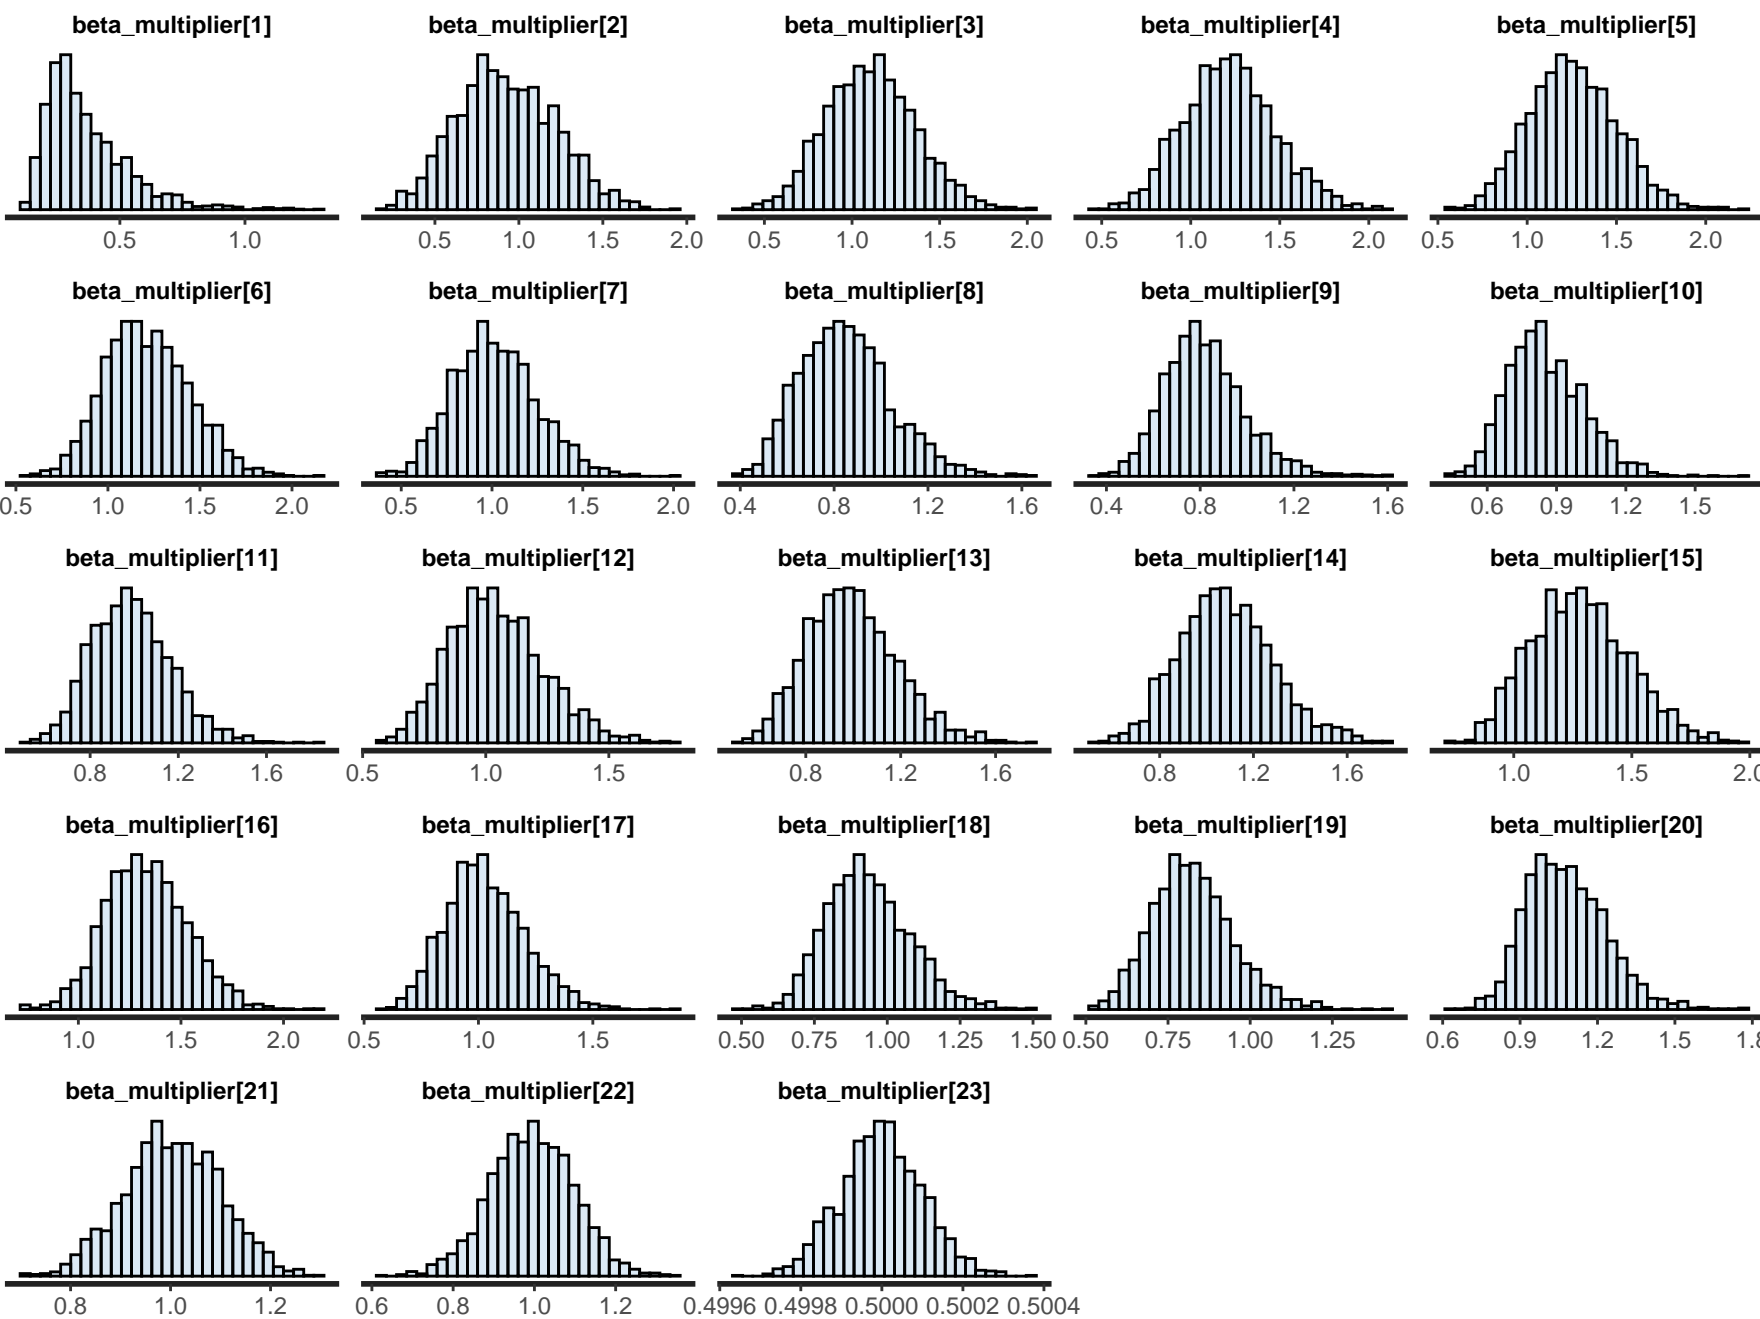 beta_multiplier[1] beta_multiplier[2] beta_multiplier[3] beta_multiplier[4] beta_multiplier[5]
0.5 1.0 0.5 1.0 1.5 2.0 0.5 1.0 1.5 2.0 0.5 1.0 1.5 2.0 0.5 1.0 1.5 2.0
beta_multiplier[6] beta_multiplier[7] beta_multiplier[8] beta_multiplier[9] beta_multiplier[10]
0.5 1.0 1.5 2.0 0.5 1.0 1.5 2.0 0.4 0.8 1.2 1.6 0.4 0.8 1.2 1.6 0.6 0.9 1.2 1.5
beta_multiplier[11] beta_multiplier[12] beta_multiplier[13] beta_multiplier[14] beta_multiplier[15]
0.8 1.2 1.6 0.5 1.0 1.5 0.8 1.2 1.6 0.8 1.2 1.6 1.0 1.5 2.0
beta_multiplier[16] beta_multiplier[17] beta_multiplier[18] beta_multiplier[19] beta_multiplier[20]
1.0 1.5 2.0 0.5 1.0 1.5 0.50 0.75 1.00 1.25 1.50 0.50 0.75 1.00 1.25 0.6 0.9 1.2 1.5 1.8
beta_multiplier[21] beta_multiplier[22] beta_multiplier[23]
0.8 1.0 1.2 0.6 0.8 1.0 1.2 0.4996 0.4998 0.5000 0.5002 0.5004